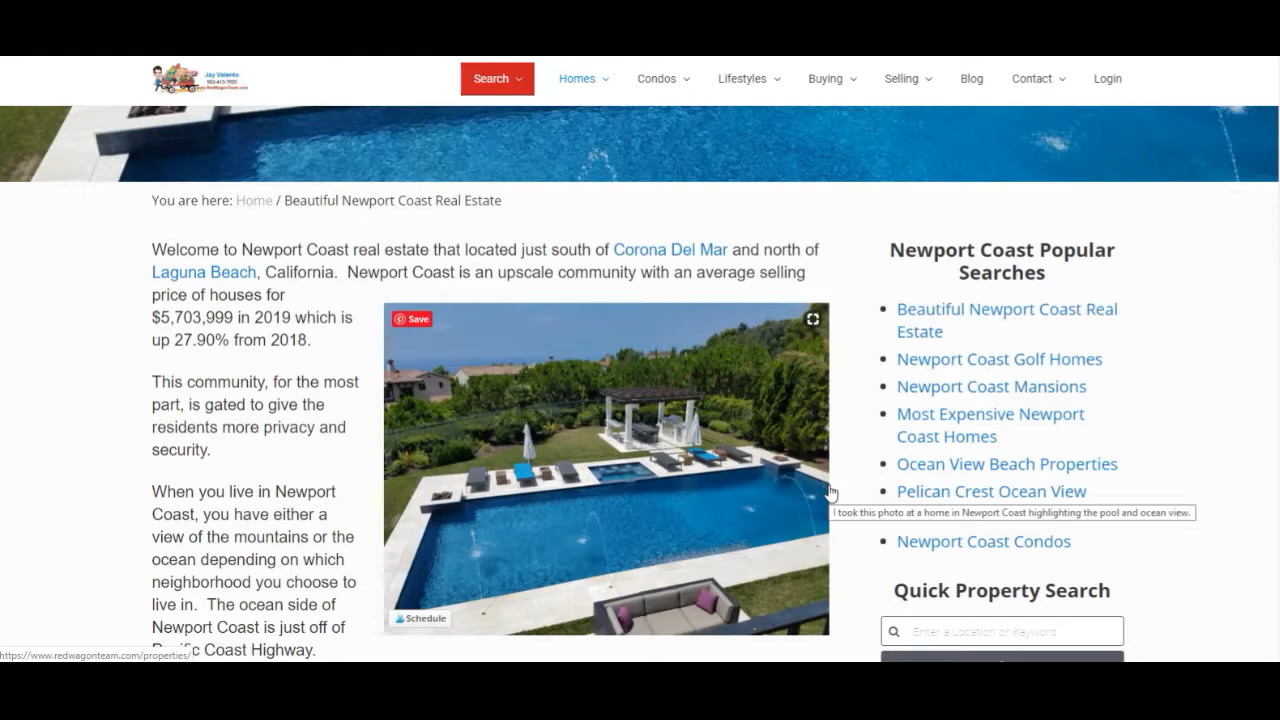 Jay Valento
www.RedWagonTeam.com
Search
Homes
Condos
Lifestyles
Buying
Selling
Blog
Contact
Login
You are here: Home / Beautiful Newport Coast Real Estate
Welcome to Newport Coast real estate that located just south of Corona Del Mar and north of
Laguna Beach, California. Newport Coast is an upscale community with an average selling
price of houses for
$5,703,999 in 2019 which is
up 27.90% from 2018.
This community, for the most
part, is gated to give the
residents more privacy and
security.
When you live in Newport
Coast, you have either a
view of the mountains or the
ocean depending on which
neighborhood you choose to
live in. The ocean side of
Newport Coast is just off of
Pacific Coast Highway.
Save
Schedule
I took this photo at a home in Newport Coast highlighting the pool and ocean view.
Newport Coast Popular
Searches
Beautiful Newport Coast Real
Estate
Newport Coast Golf Homes
Newport Coast Mansions
Most Expensive Newport
Coast Homes
Ocean View Beach Properties
Pelican Crest Ocean View
Newport Coast Condos
Quick Property Search
Enter a Location or Keyword
https://www.redwagonteam.com/properties/